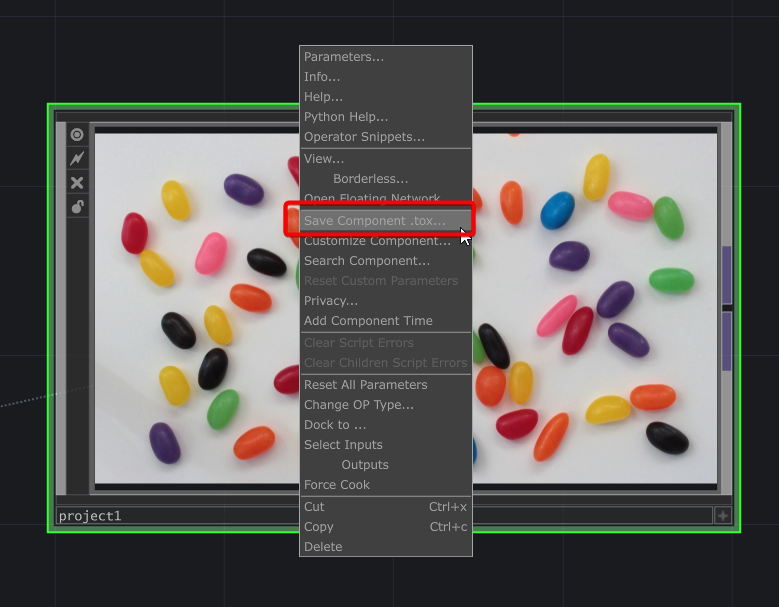 Parameters...
Info...
Help...
Python Help...
Operator Snippets...
View...
Borderless...
Open Floating Network
Save Component .tox...
Customize Component...
Search Component...
Reset Custom Parameters
Privacy...
Add Component Time
Clear Script Errors
Clear Children Script Errors
Reset All Parameters
Change OP Type...
Dock to ...
Select Inputs
Outputs
Force Cook
Cut Ctrl+x
Copy Ctrl+c
Delete
project1